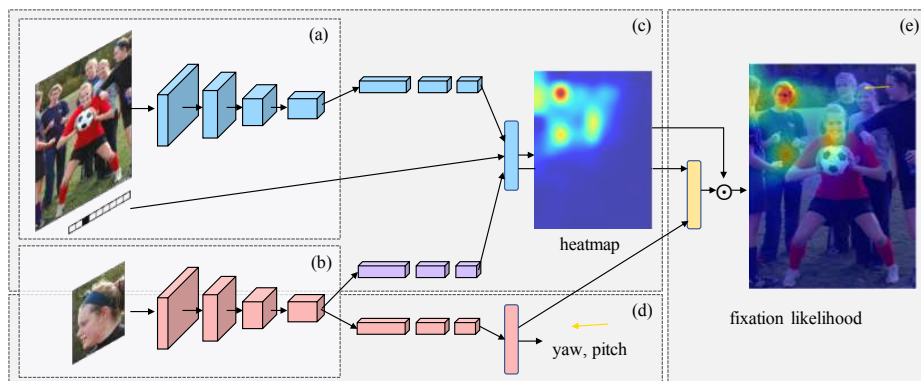 (a)
(c)
(e)
heatmap
(b)
(d)
yaw, pitch
fixation likelihood